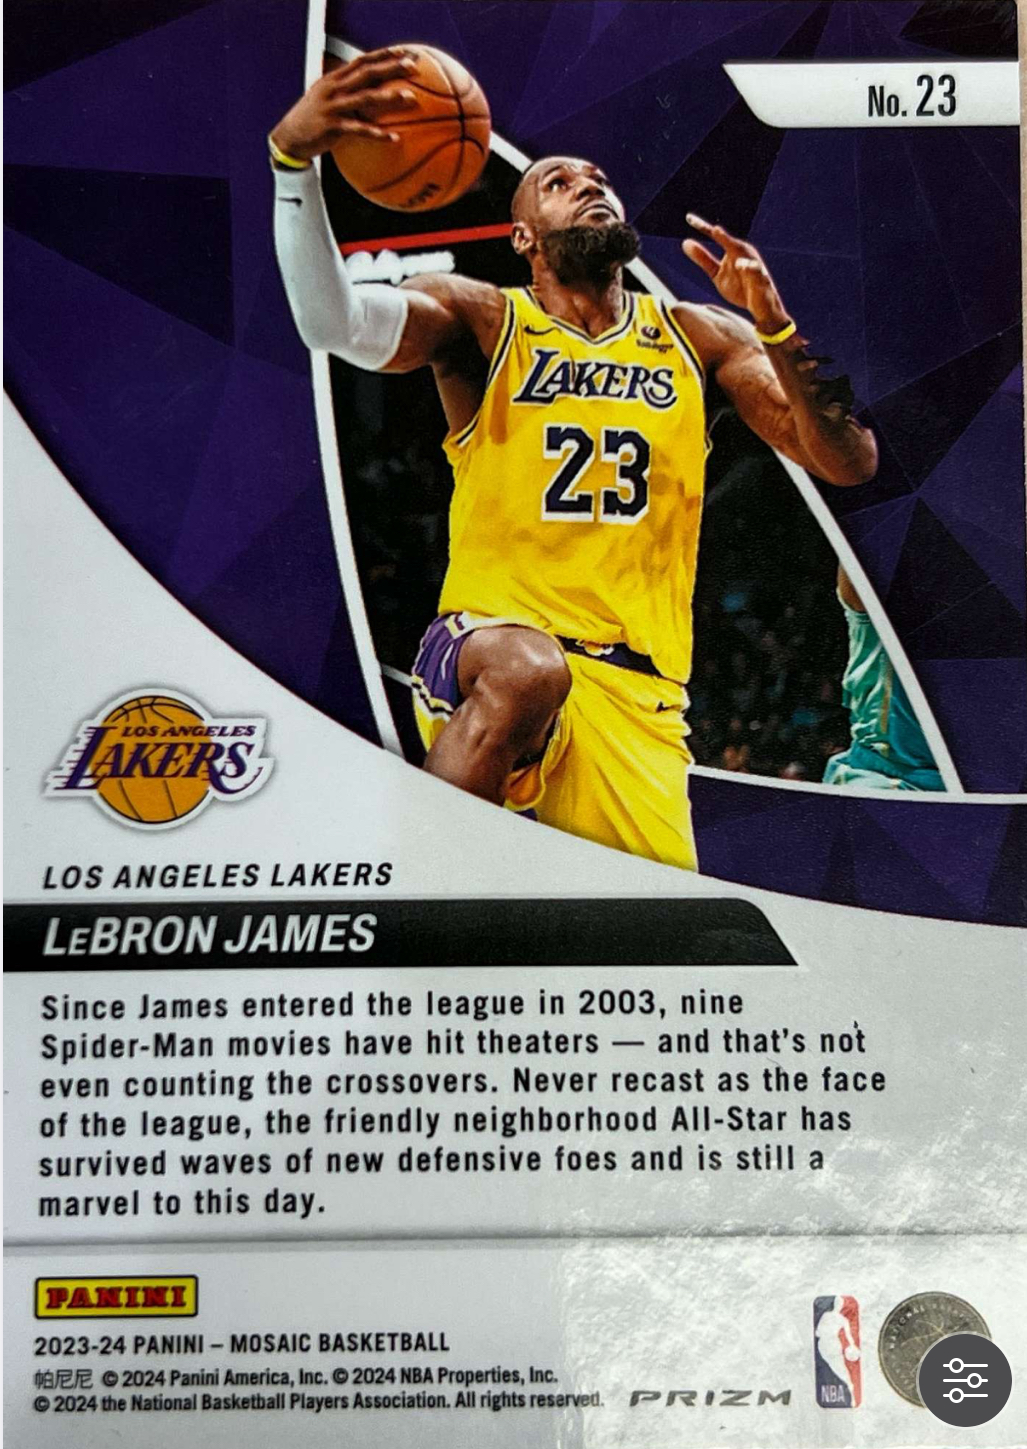 No. 23
LAKERS
23
LOS ANGELES
LAKERS
LOS ANGELES LAKERS
LeBRON JAMES
Since James entered the league in 2003, nine
Spider-Man movies have hit theaters — and that's not
even counting the crossovers. Never recast as the face
of the league, the friendly neighborhood All-Star has
survived waves of new defensive foes and is still a
marvel to this day.
PANINI
2023-24 PANINI – MOSAIC BASKETBALL
帕尼尼 © 2024 Panini America, Inc. © 2024 NBA Properties, Inc.
© 2024 the National Basketball Players Association. All rights reserved.
PRIZM
NBA